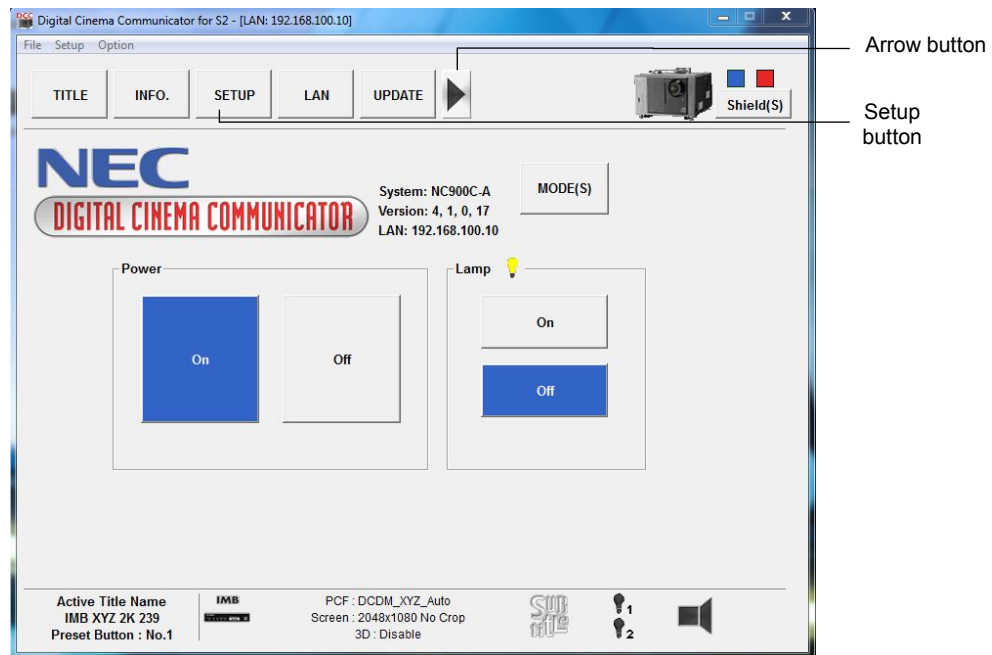 DCC Digital Cinema Communicator for S2 - [LAN: 192.168.100.10]
File Setup Option
TITLE INFO. SETUP LAN UPDATE
Shield(S)
Arrow button
Setup
button
NEC
DIGITAL CINEMA COMMUNICATOR
System: NC900C-A
Version: 4, 1, 0, 17
LAN: 192.168.100.10
MODE(S)
Power
On Off
Lamp
On
Off
Active Title Name
IMB XYZ 2K 239
Preset Button : No.1
IMB
PCF : DCDM_XYZ_Auto
Screen : 2048x1080 No Crop
3D : Disable
SUB
title
1
2